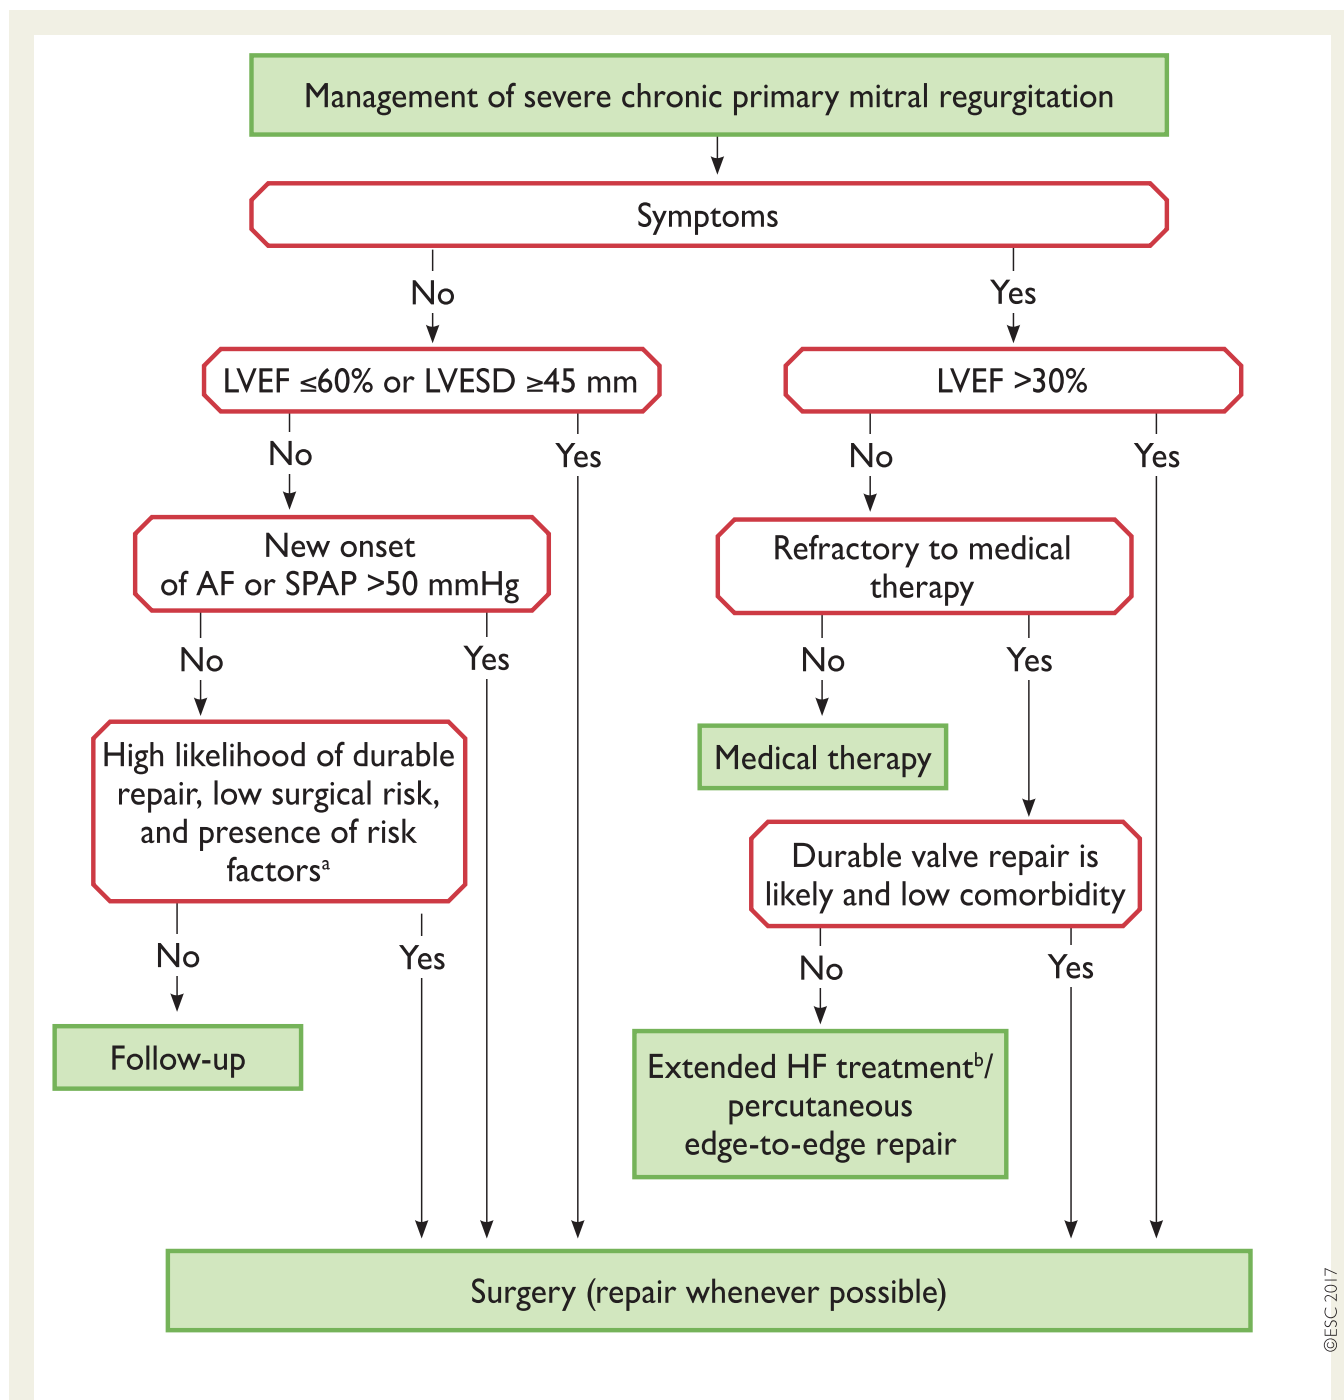 Management of severe chronic primary mitral regurgitation
Symptoms
No
Yes
LVEF ≤60% or LVESD ≥45 mm
LVEF >30%
No
Yes
No
Yes
New onset
of AF or SPAP >50 mmHg
Refractory to medical
therapy
No
Yes
No
Yes
High likelihood of durable
repair, low surgical risk,
and presence of risk
factorsᵃ
Medical therapy
Durable valve repair is
likely and low comorbidity
No
Yes
No
Yes
Follow-up
Extended HF treatmentᵇ/
percutaneous
edge-to-edge repair
Surgery (repair whenever possible)
©ESC 2017